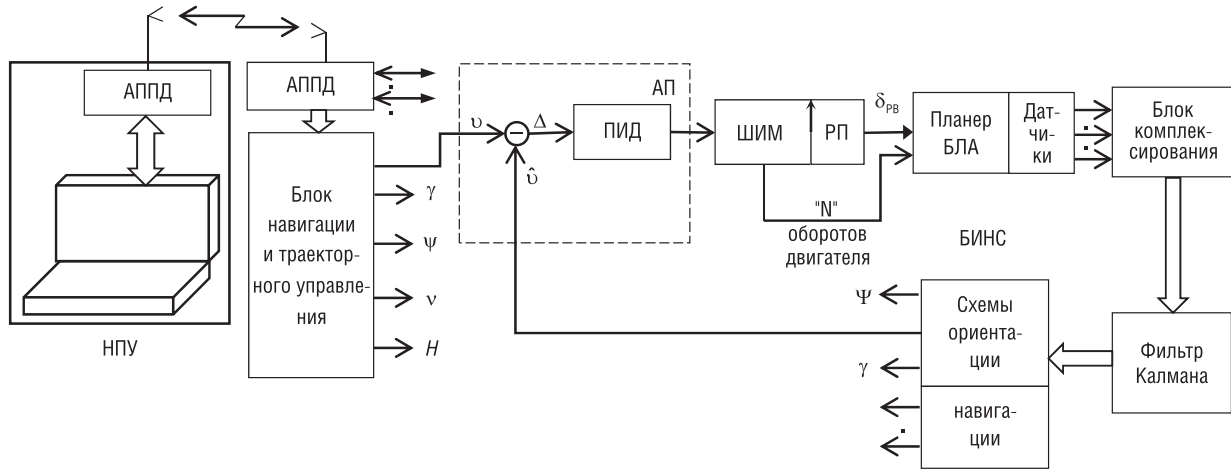 АППД
НПУ
АППД
Блок
навигации
и траектор-
ного управле-
ния
γ
ψ
ν
H
υ
Δ
υ̂
АП
ПИД
ШИМ
РП
δРВ
"N"
оборотов
двигателя
Планер
БЛА
Дат-
чи-
ки
Блок
комплек-
сирования
БИНС
Ψ
γ
Схемы
ориента-
ции
навига-
ции
Фильтр
Калмана